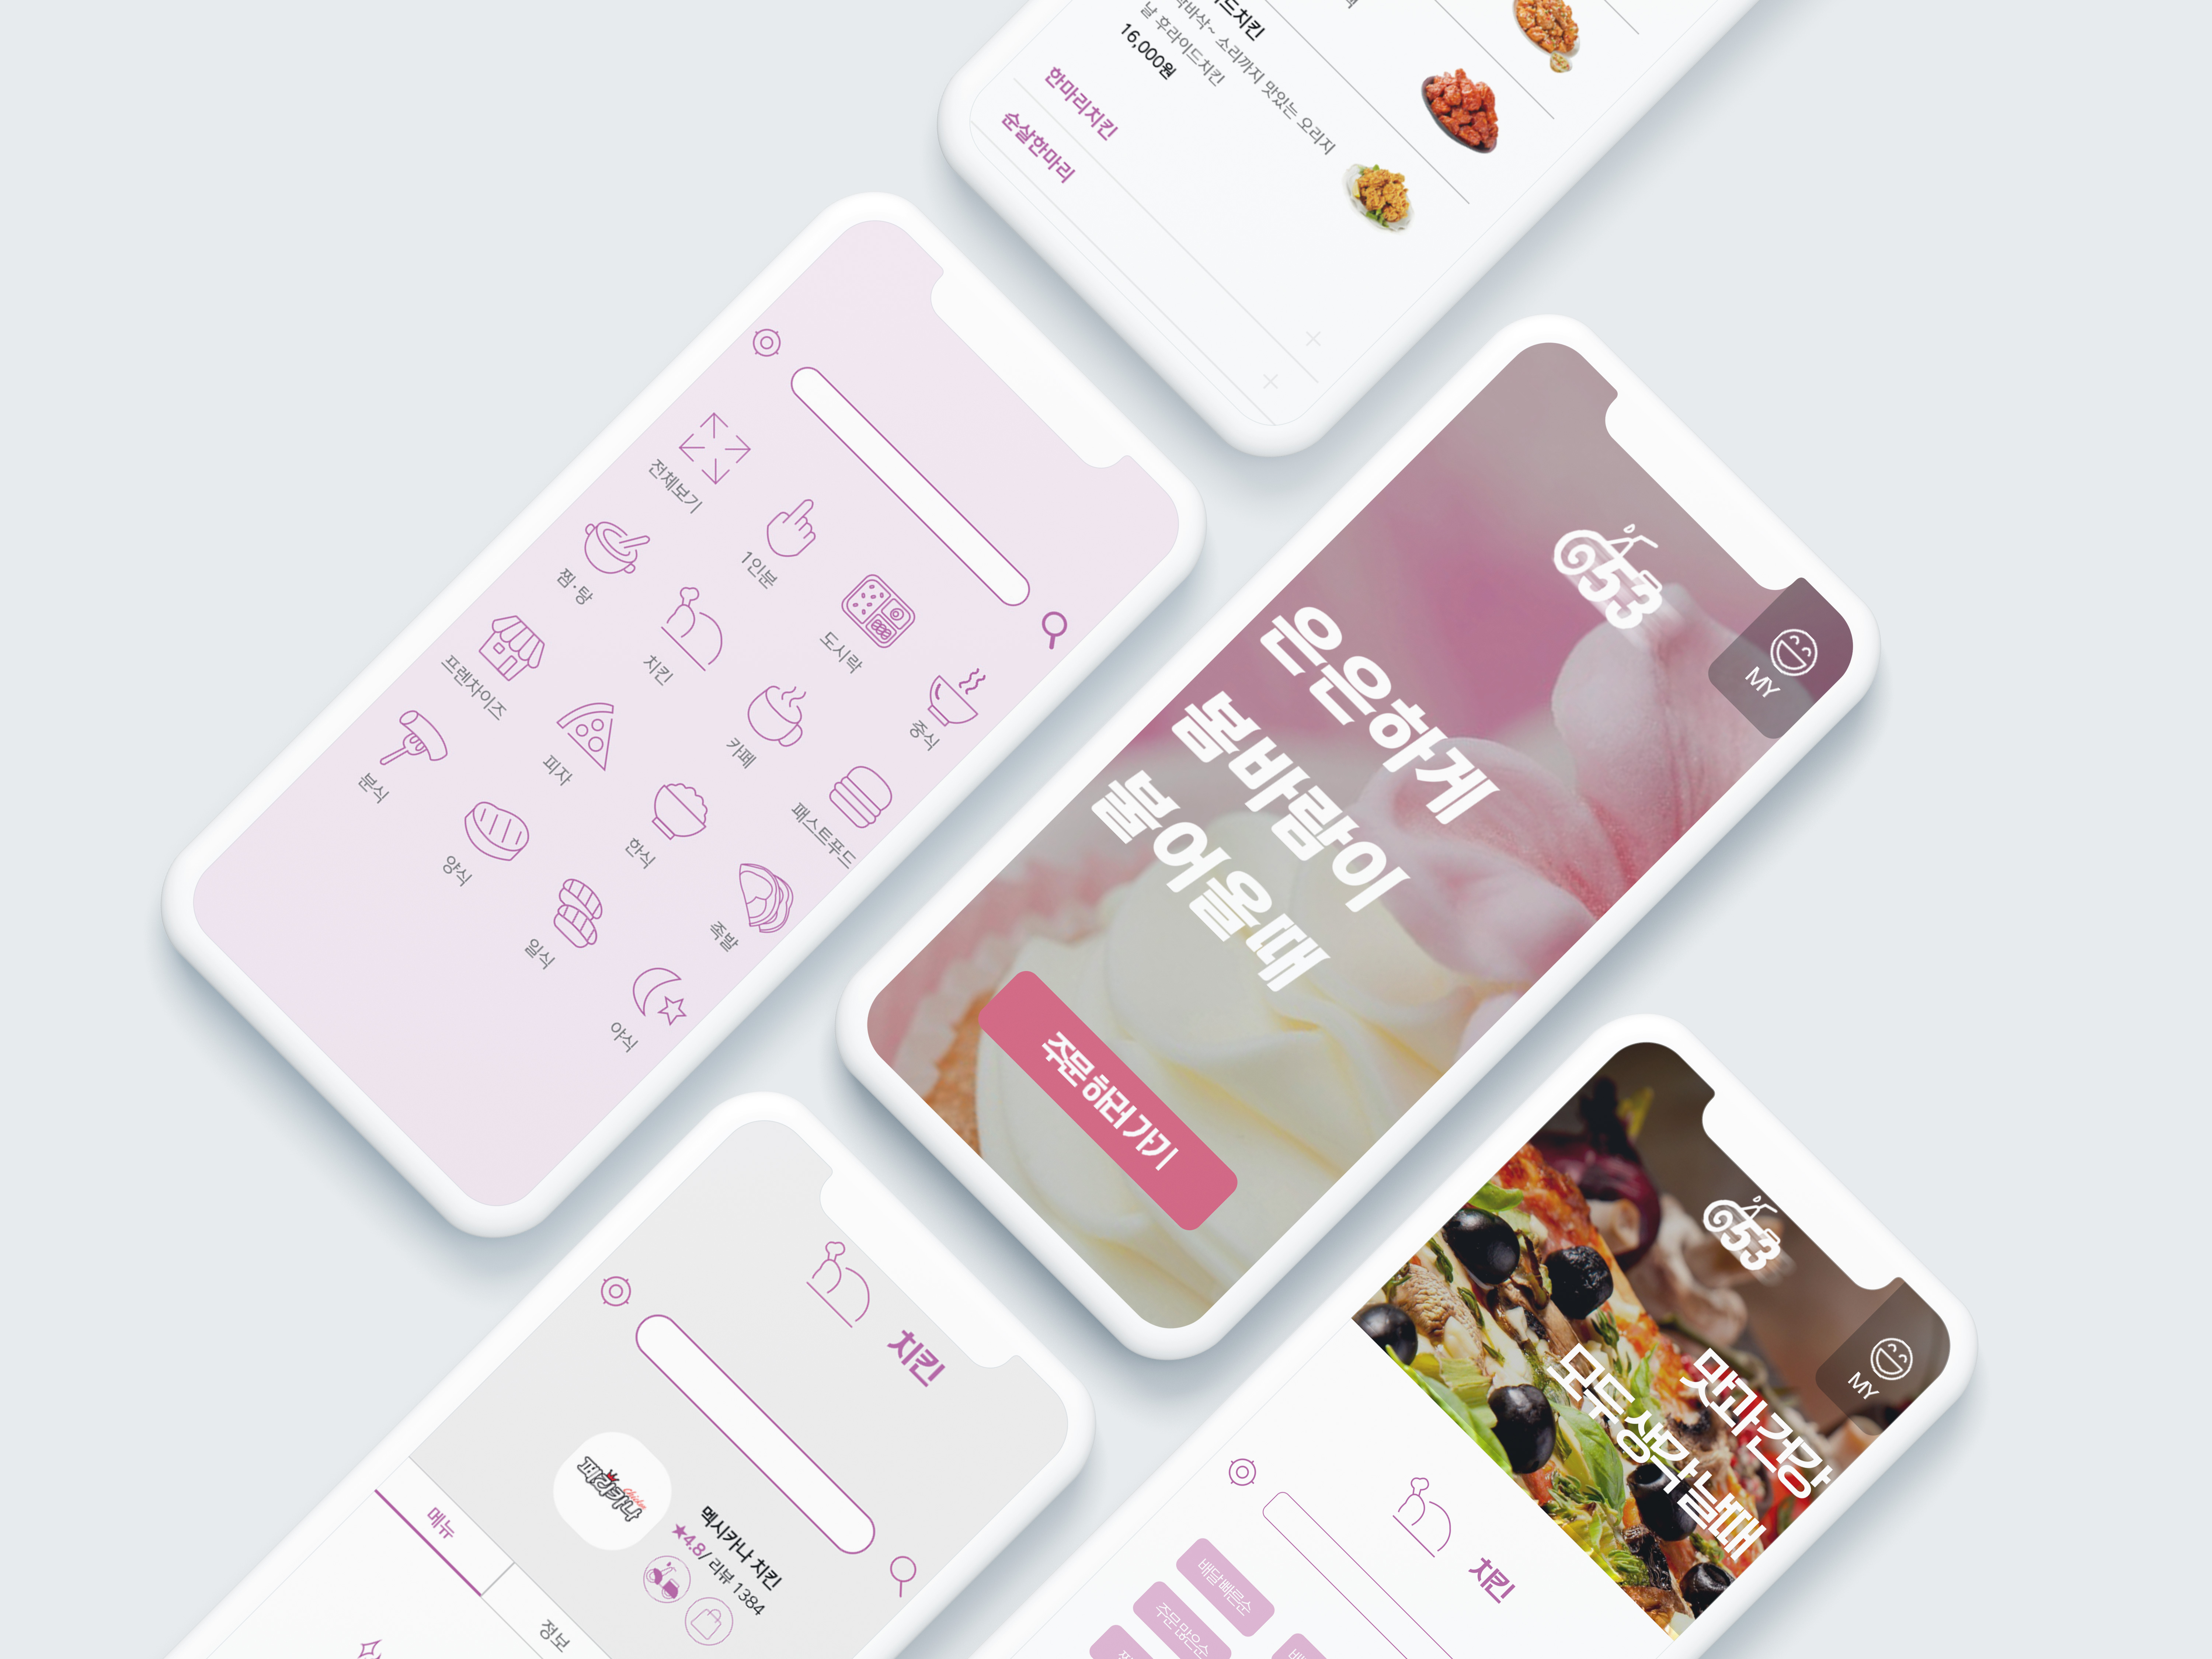 드치킨
바삭~ 소리까지 맛있는 오리지
날 후라이드치킨
16,000원
한마리치킨
순살한마리
전체보기
1인분
도시락
중식
찜·탕
치킨
카페
패스트푸드
프렌차이즈
피자
한식
족발
분식
양식
일식
야식
653
MY
은은하게
봄바람이
불어올때
주문하러가기
치킨
페리카나
Chicken
멕시카나 치킨
★4.8/ 리뷰 1384
메뉴
정보
653
MY
맛과건강
모두생각날때
치킨
배달빠른순
주문많은순